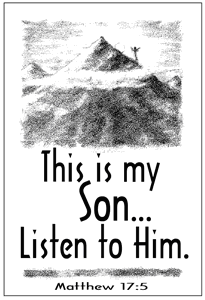 This is my
Son...
Listen to Him.
Matthew 17:5